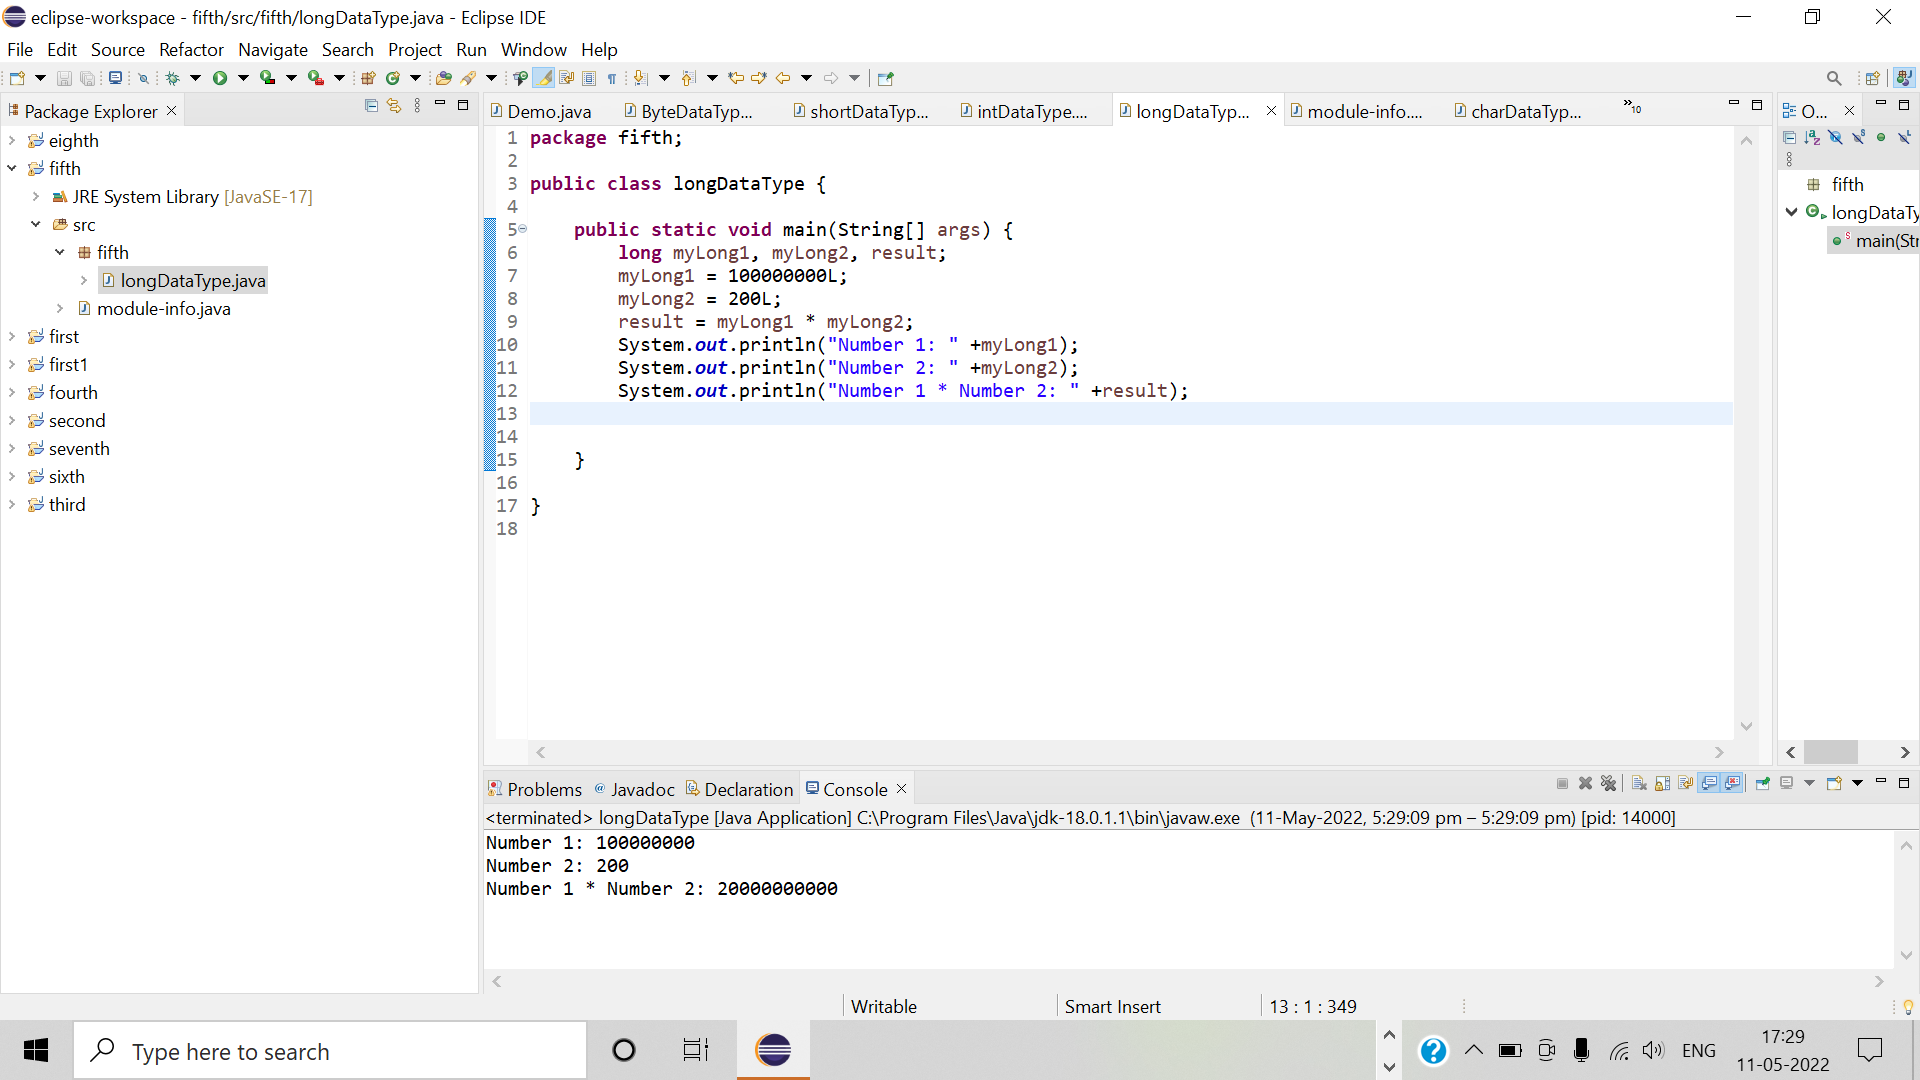 eclipse-workspace - fifth/src/fifth/longDataType.java - Eclipse IDE
File Edit Source Refactor Navigate Search Project Run Window Help
Package Explorer
eighth
fifth
JRE System Library [JavaSE-17]
src
fifth
longDataType.java
module-info.java
first
first1
fourth
second
seventh
sixth
third
Demo.java ByteDataTyp... shortDataTyp... intDataType.... longDataTyp... module-info.... charDataTyp... »10
1 package fifth;
2
3 public class longDataType {
4
5 public static void main(String[] args) {
6 long myLong1, myLong2, result;
7 myLong1 = 100000000L;
8 myLong2 = 200L;
9 result = myLong1 * myLong2;
10 System.out.println("Number 1: " +myLong1);
11 System.out.println("Number 2: " +myLong2);
12 System.out.println("Number 1 * Number 2: " +result);
13
14
15 }
16
17 }
18
O...
fifth
longDataTy
main(Str
Problems @ Javadoc Declaration Console
<terminated> longDataType [Java Application] C:\Program Files\Java\jdk-18.0.1.1\bin\javaw.exe (11-May-2022, 5:29:09 pm – 5:29:09 pm) [pid: 14000]
Number 1: 100000000
Number 2: 200
Number 1 * Number 2: 20000000000
Writable Smart Insert 13 : 1 : 349
Type here to search
ENG
17:29
11-05-2022